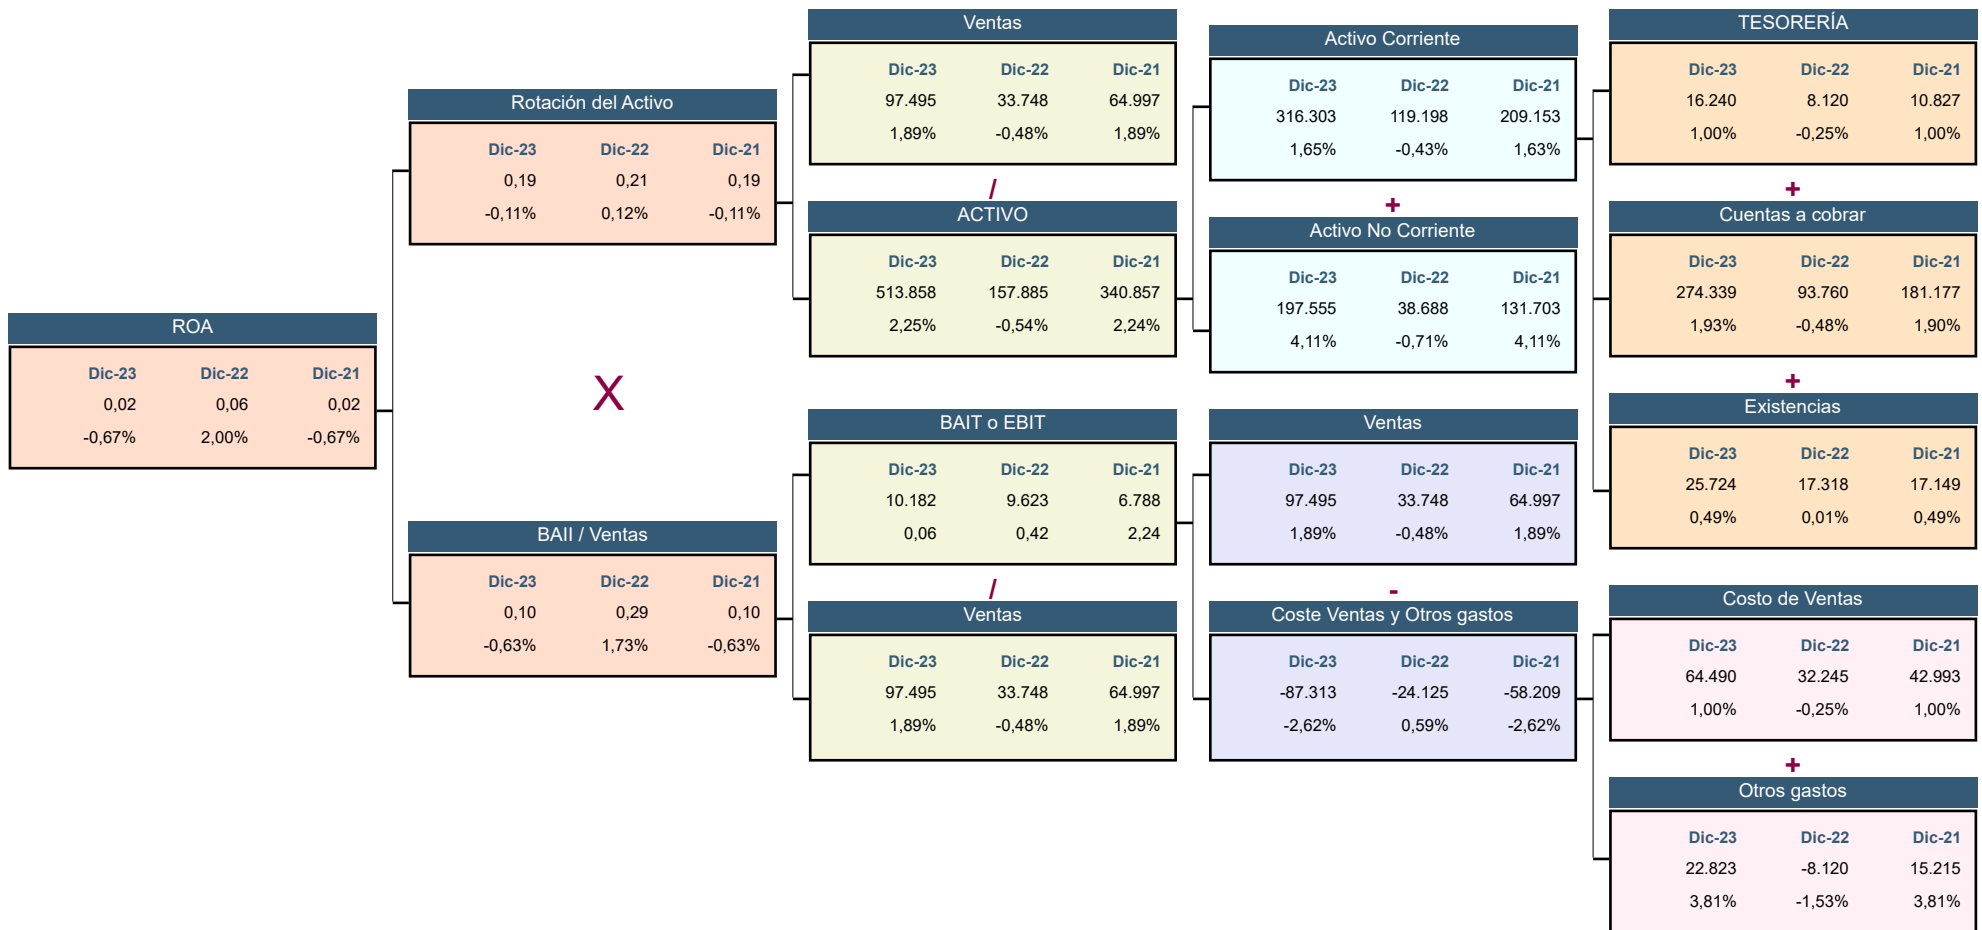 ROA
Dic-23 Dic-22 Dic-21
0,02 0,06 0,02
-0,67% 2,00% -0,67%
Rotación del Activo
Dic-23 Dic-22 Dic-21
0,19 0,21 0,19
-0,11% 0,12% -0,11%
X
BAII / Ventas
Dic-23 Dic-22 Dic-21
0,10 0,29 0,10
-0,63% 1,73% -0,63%
Ventas
Dic-23 Dic-22 Dic-21
97.495 33.748 64.997
1,89% -0,48% 1,89%
/
ACTIVO
Dic-23 Dic-22 Dic-21
513.858 157.885 340.857
2,25% -0,54% 2,24%
BAIT o EBIT
Dic-23 Dic-22 Dic-21
10.182 9.623 6.788
0,06 0,42 2,24
/
Ventas
Dic-23 Dic-22 Dic-21
97.495 33.748 64.997
1,89% -0,48% 1,89%
Activo Corriente
Dic-23 Dic-22 Dic-21
316.303 119.198 209.153
1,65% -0,43% 1,63%
+
Activo No Corriente
Dic-23 Dic-22 Dic-21
197.555 38.688 131.703
4,11% -0,71% 4,11%
Ventas
Dic-23 Dic-22 Dic-21
97.495 33.748 64.997
1,89% -0,48% 1,89%
-
Coste Ventas y Otros gastos
Dic-23 Dic-22 Dic-21
-87.313 -24.125 -58.209
-2,62% 0,59% -2,62%
TESORERÍA
Dic-23 Dic-22 Dic-21
16.240 8.120 10.827
1,00% -0,25% 1,00%
+
Cuentas a cobrar
Dic-23 Dic-22 Dic-21
274.339 93.760 181.177
1,93% -0,48% 1,90%
+
Existencias
Dic-23 Dic-22 Dic-21
25.724 17.318 17.149
0,49% 0,01% 0,49%
Costo de Ventas
Dic-23 Dic-22 Dic-21
64.490 32.245 42.993
1,00% -0,25% 1,00%
+
Otros gastos
Dic-23 Dic-22 Dic-21
22.823 -8.120 15.215
3,81% -1,53% 3,81%